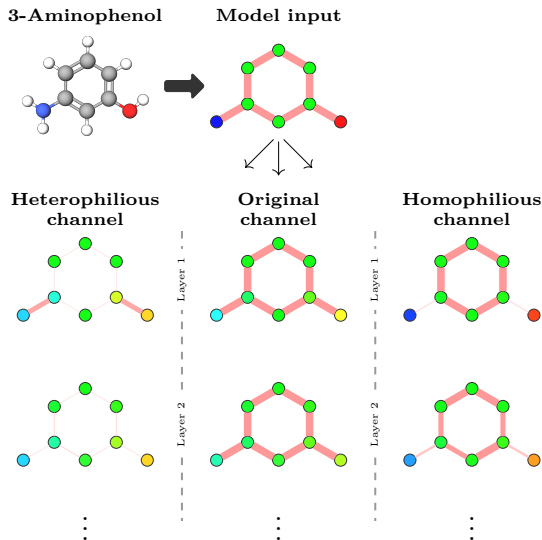 3-Aminophenol
Model input
Heterophilious
channel
Original
channel
Homophilious
channel
Layer 1
Layer 1
Layer 2
Layer 2